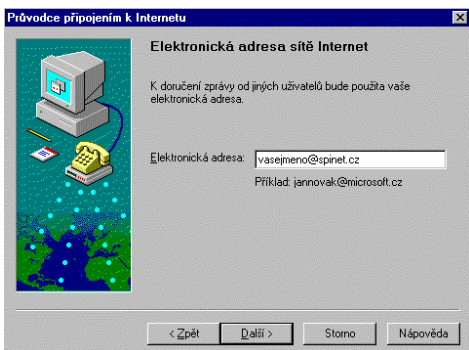 Průvodce připojením k Internetu
Elektronická adresa sítě Internet
K doručení zprávy od jiných uživatelů bude použita vaše
elektronická adresa.
Elektronická adresa: vasejmeno@spinet.cz
Příklad: jannovak@microsoft.cz
< Zpět Další > Storno Nápověda